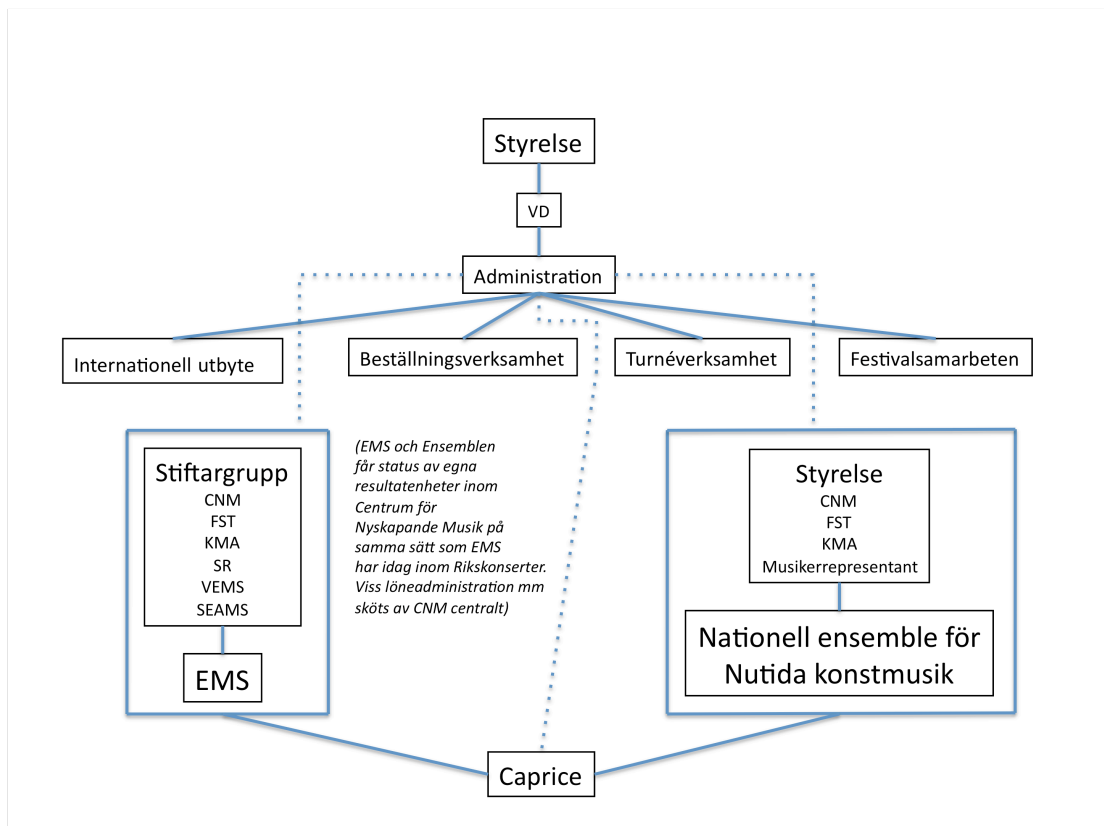 Styrelse
VD
Administration
Internationell utbyte
Beställningsverksamhet
Turnéverksamhet
Festivalsamarbeten
Stiftargrupp
CNM
FST
KMA
SR
VEMS
SEAMS
EMS
(EMS och Ensemblen
får status av egna
resultatenheter inom
Centrum för
Nyskapande Musik på
samma sätt som EMS
har idag inom Rikskonserter.
Viss löneadministration mm
sköts av CNM centralt)
Styrelse
CNM
FST
KMA
Musikerrepresentant
Nationell ensemble för
Nutida konstmusik
Caprice